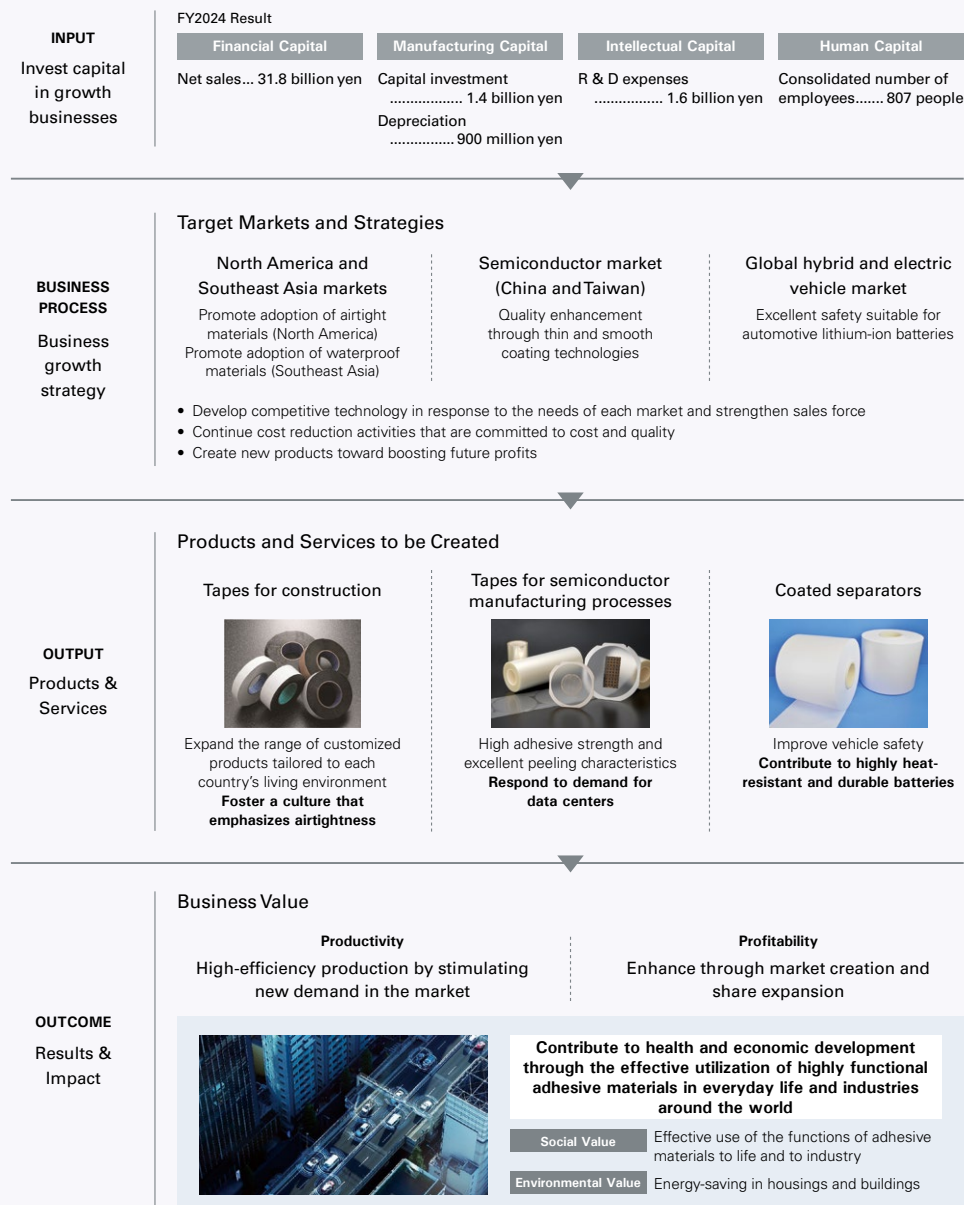 INPUT
Invest capital
in growth
businesses
FY2024 Result
Financial Capital
Net sales... 31.8 billion yen
Manufacturing Capital
Capital investment
.................. 1.4 billion yen
Depreciation
................ 900 million yen
Intellectual Capital
R & D expenses
................. 1.6 billion yen
Human Capital
Consolidated number of
employees....... 807 people
BUSINESS
PROCESS
Business
growth
strategy
Target Markets and Strategies
North America and
Southeast Asia markets
Promote adoption of airtight
materials (North America)
Promote adoption of waterproof
materials (Southeast Asia)
Semiconductor market
(China and Taiwan)
Quality enhancement
through thin and smooth
coating technologies
Global hybrid and electric
vehicle market
Excellent safety suitable for
automotive lithium-ion batteries
• Develop competitive technology in response to the needs of each market and strengthen sales force
• Continue cost reduction activities that are committed to cost and quality
• Create new products toward boosting future profits
OUTPUT
Products &
Services
Products and Services to be Created
Tapes for construction
Expand the range of customized
products tailored to each
country's living environment
Foster a culture that
emphasizes airtightness
Tapes for semiconductor
manufacturing processes
High adhesive strength and
excellent peeling characteristics
Respond to demand for
data centers
Coated separators
Improve vehicle safety
Contribute to highly heat-
resistant and durable batteries
OUTCOME
Results &
Impact
Business Value
Productivity
High-efficiency production by stimulating
new demand in the market
Profitability
Enhance through market creation and
share expansion
Contribute to health and economic development
through the effective utilization of highly functional
adhesive materials in everyday life and industries
around the world
Social Value
Effective use of the functions of adhesive
materials to life and to industry
Environmental Value
Energy-saving in housings and buildings